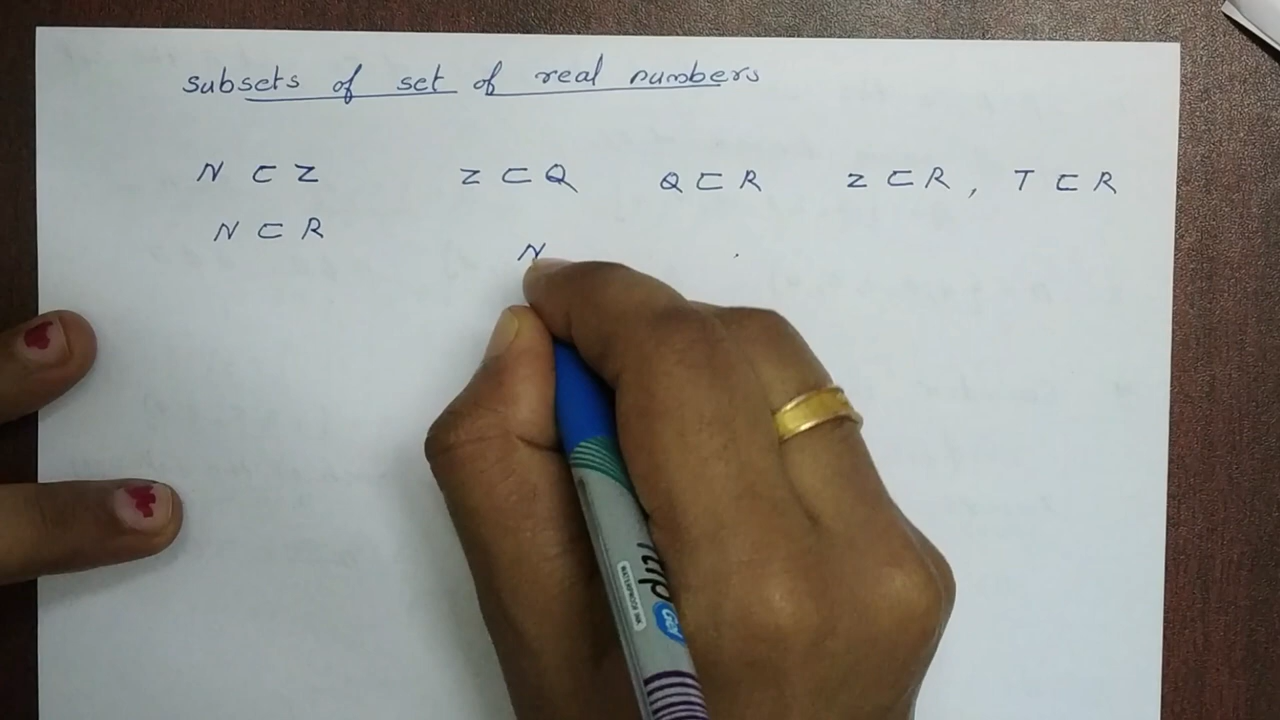 subsets of set of real numbers
N ⊂ Z Z ⊂ Q Q ⊂ R Z ⊂ R, T ⊂ R
N ⊂ R
N